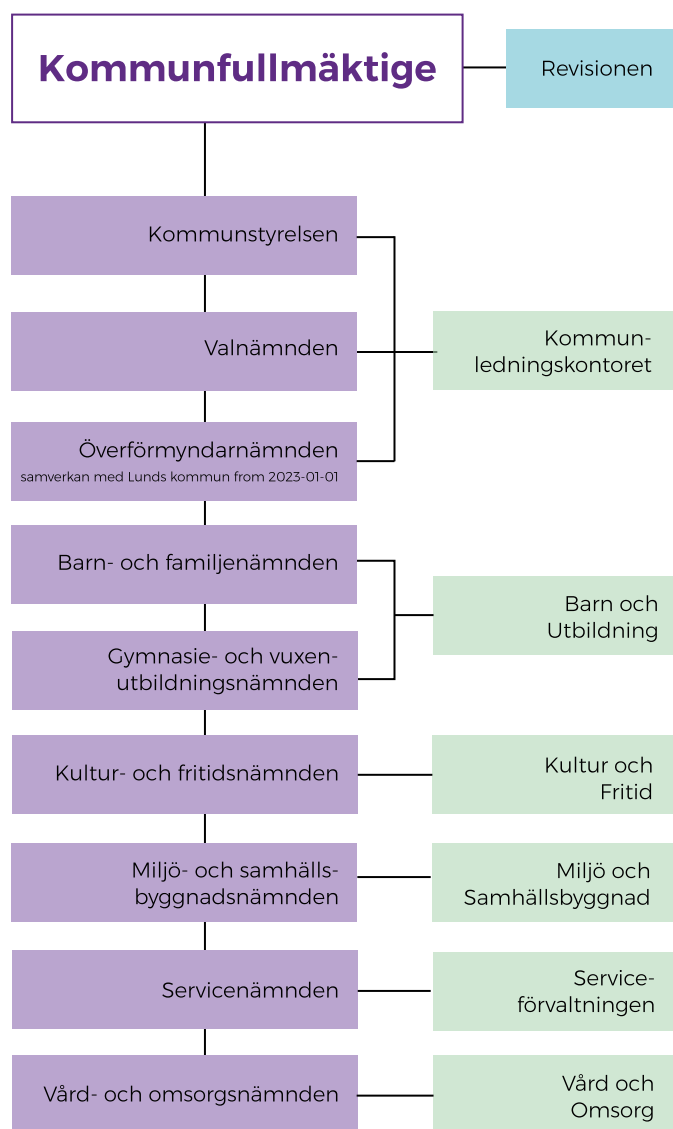 Kommunfullmäktige
Revisionen
Kommunstyrelsen
Valnämnden
Kommun-
ledningskontoret
Överförmyndarnämnden
samverkan med Lunds kommun from 2023-01-01
Barn- och familjenämnden
Gymnasie- och vuxen-
utbildningsnämnden
Barn och
Utbildning
Kultur- och fritidsnämnden
Kultur och
Fritid
Miljö- och samhälls-
byggnadsnämnden
Miljö och
Samhällsbyggnad
Servicenämnden
Service-
förvaltningen
Vård- och omsorgsnämnden
Vård och
Omsorg